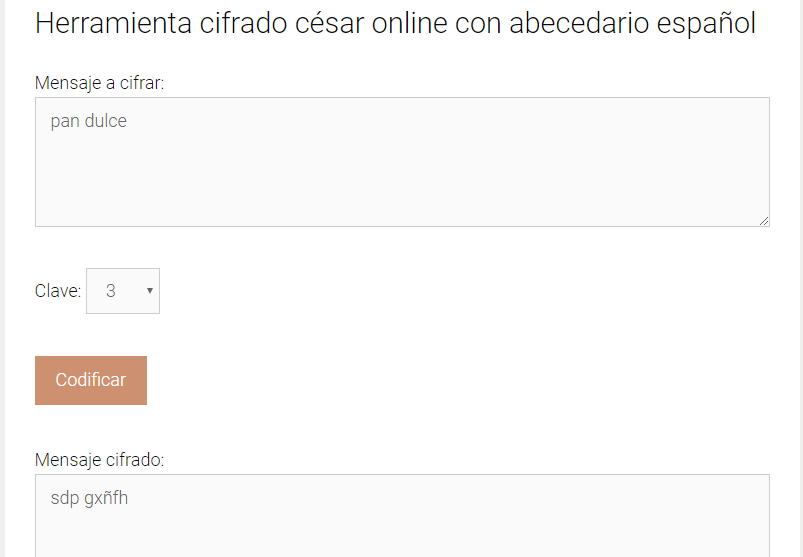 Herramienta cifrado césar online con abecedario español
Mensaje a cifrar:
pan dulce
Clave: 3
Codificar
Mensaje cifrado:
sdp gxñfh